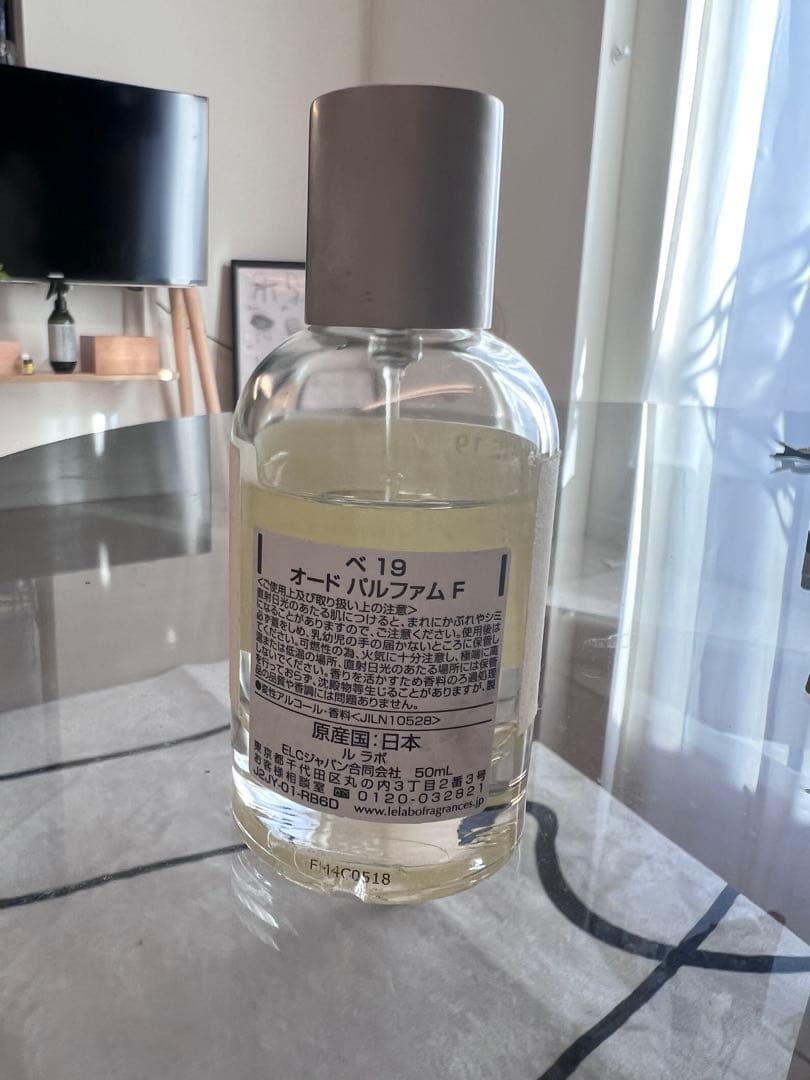 ベ 19
オード パルファム F
<ご使用上及び取り扱い上の注意>
直射日光のあたる肌につけると、まれにかぶれやシミ
になることがありますので、ご注意ください。使用後は
必ず蓋をしめ、乳幼児の手の届かないところに保管し
てください。可燃性の為、火気に十分注意し、極端に高
温または低温の場所、直射日光のあたる場所には保管
しないでください。香りを活かすため香料のろ過処理
を行っておらず、沈殿物等生じることがありますが、製
品の品質や香調には問題ありません。
●変性アルコール・香料<JILN10528>
原産国:日本
ル ラボ
ELCジャパン合同会社 50mL
東京都千代田区丸の内3丁目2番3号
お客様相談室 0120-032821
J2JY-01-RB6D www.lelabofragrances.jp
FM4C0518